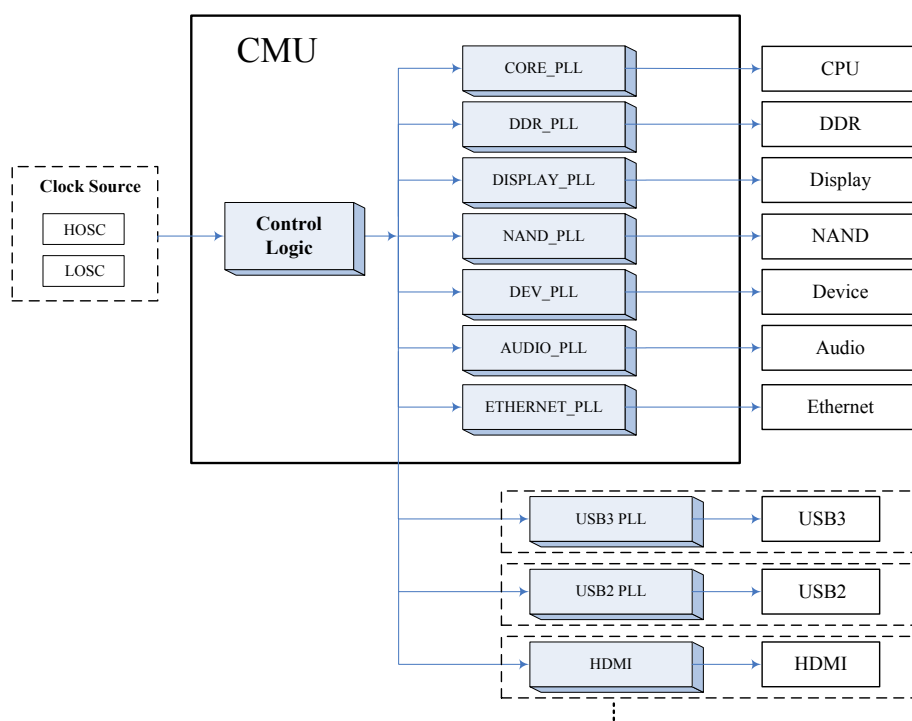 CMU
CORE_PLL
CPU
DDR_PLL
DDR
Clock Source
DISPLAY_PLL
Display
HOSC
Control
Logic
NAND_PLL
NAND
LOSC
DEV_PLL
Device
AUDIO_PLL
Audio
ETHERNET_PLL
Ethernet
USB3 PLL
USB3
USB2 PLL
USB2
HDMI
HDMI